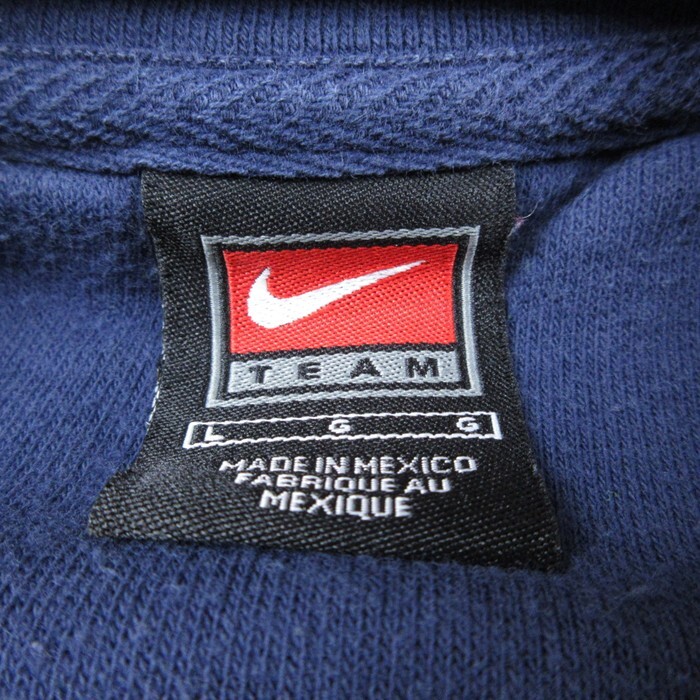 TEAM
L G G
MADE IN MEXICO
FABRIQUE AU
MEXIQUE